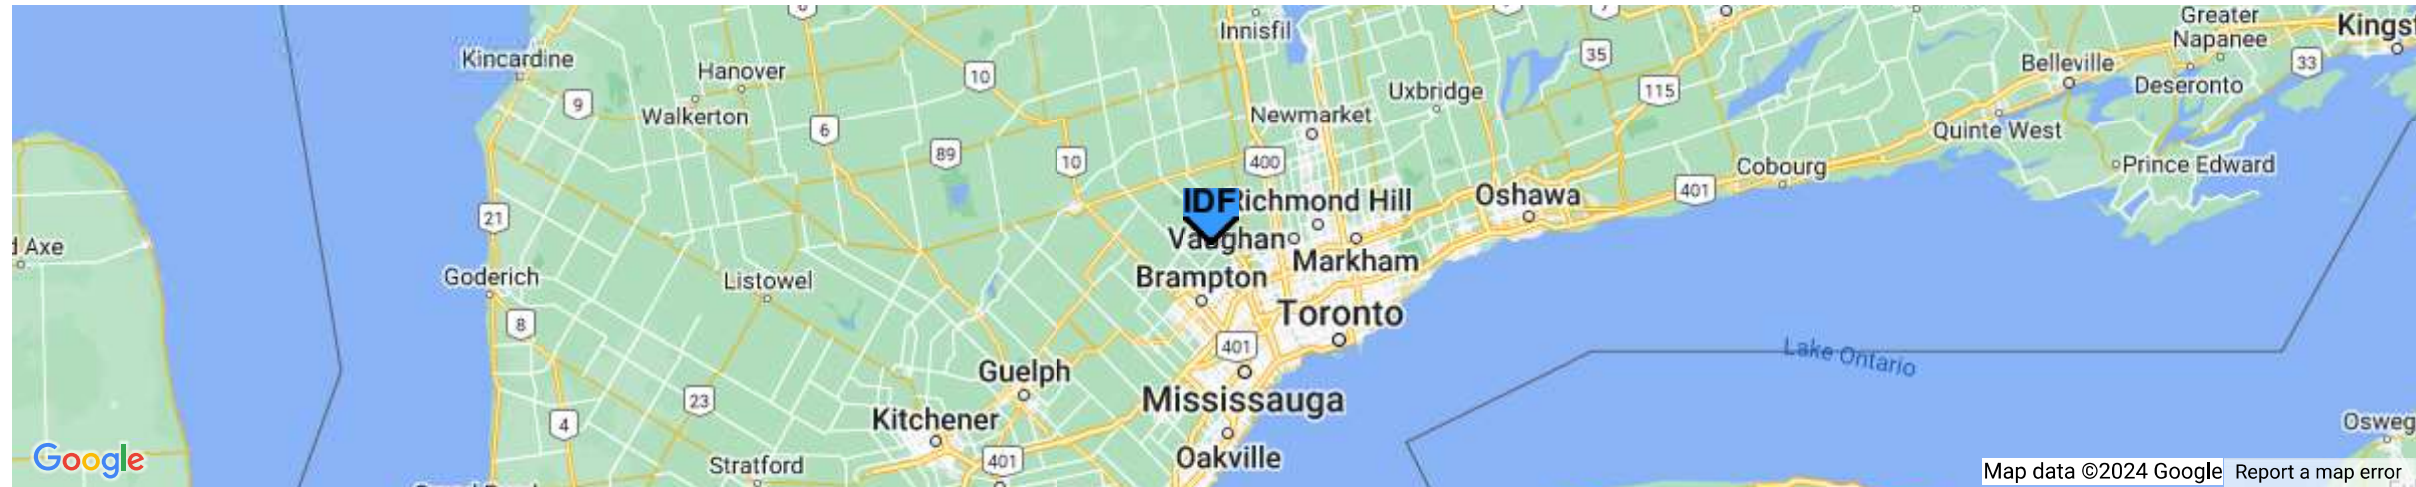 Innisfil
Greater
Napanee
Kingst
Kincardine
Hanover
10
35
33
Belleville
Deseronto
9
Walkerton
Uxbridge
115
Newmarket
6
Quinte West
89
10
400
Cobourg
Prince Edward
IDF
Richmond Hill
Oshawa
401
21
d Axe
Vaughan
Markham
Goderich
Listowel
Brampton
8
Toronto
401
Lake Ontario
Guelph
23
Mississauga
4
Kitchener
Osweg
Stratford
401
Oakville
Google
Map data ©2024 Google
Report a map error